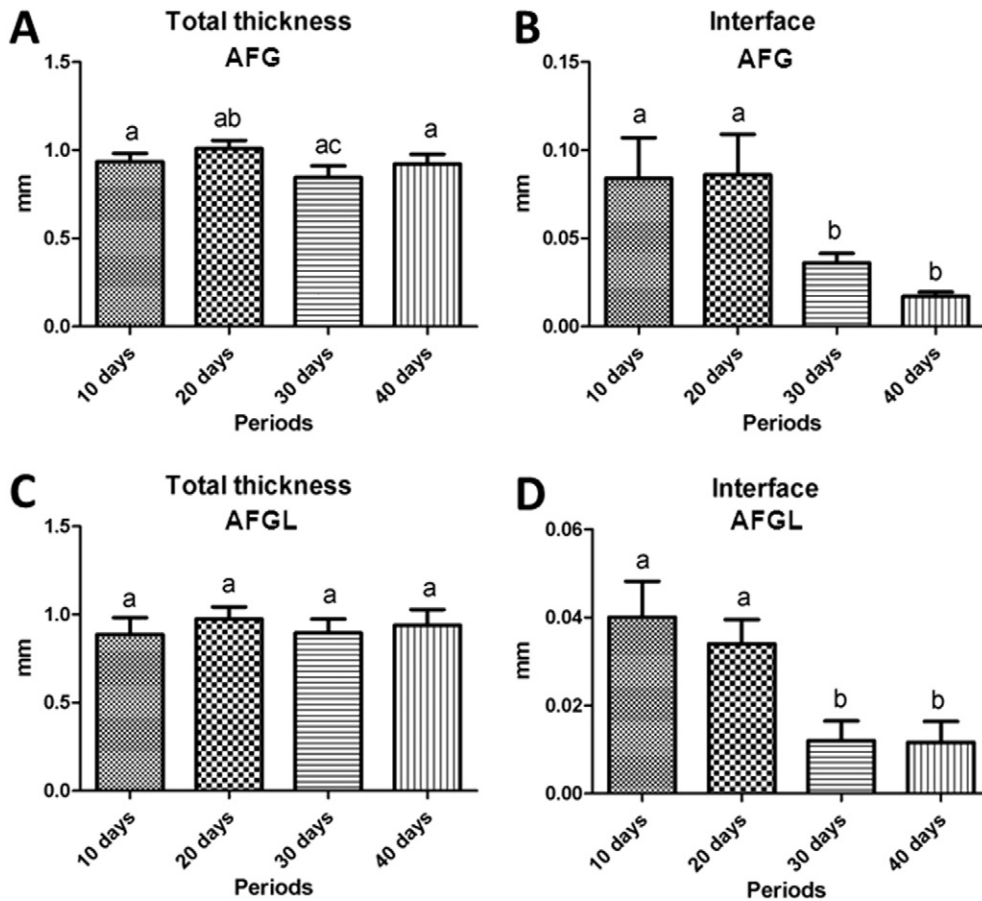 A
Total thickness
AFG
1.5
1.0
0.5
0.0
mm
a
ab
ac
a
10 days
20 days
30 days
40 days
Periods
B
Interface
AFG
0.15
0.10
0.05
0.00
mm
a
a
b
b
10 days
20 days
30 days
40 days
Periods
C
Total thickness
AFGL
1.5
1.0
0.5
0.0
mm
a
a
a
a
10 days
20 days
30 days
40 days
Periods
D
Interface
AFGL
0.06
0.04
0.02
0.00
mm
a
a
b
b
10 days
20 days
30 days
40 days
Periods